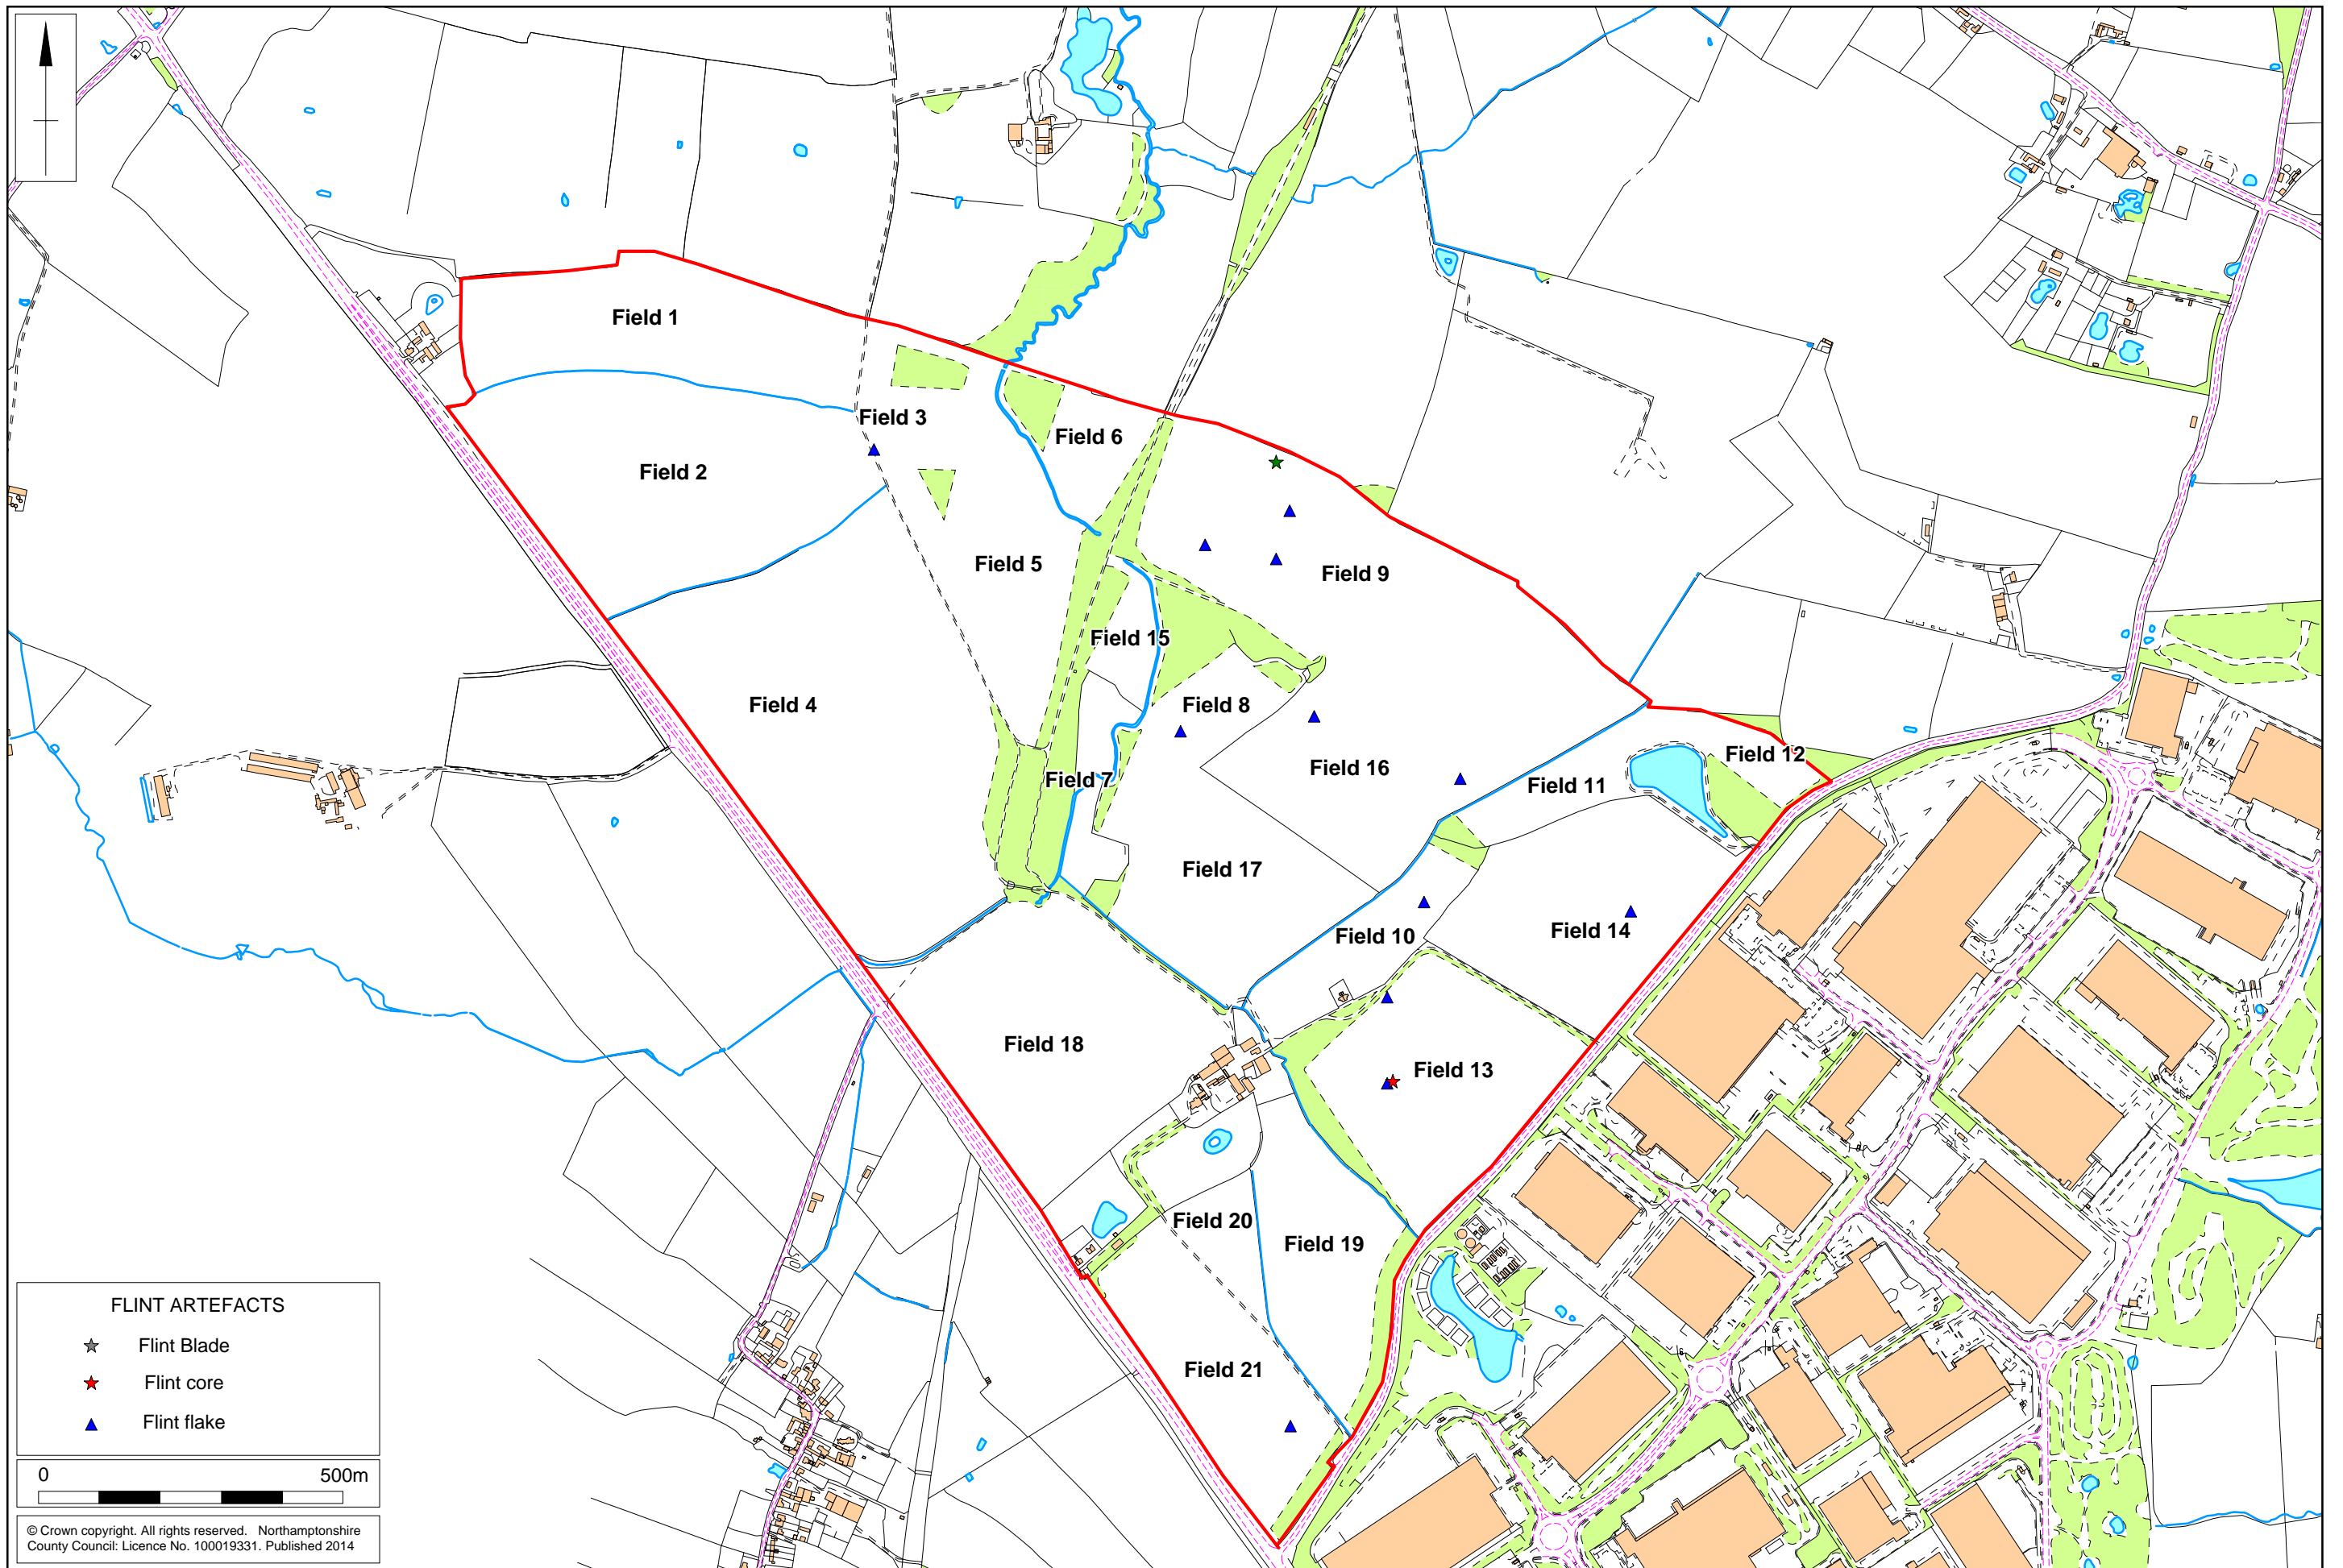 Field 1
Field 3
Field 6
Field 2
Field 5
Field 9
Field 15
Field 4
Field 8
Field 12
Field 16
Field 7
Field 11
Field 17
Field 14
Field 10
Field 18
Field 13
Field 20
Field 19
Field 21
FLINT ARTEFACTS
Flint Blade
Flint core
Flint flake
0 500m
© Crown copyright. All rights reserved. Northamptonshire
County Council: Licence No. 100019331. Published 2014